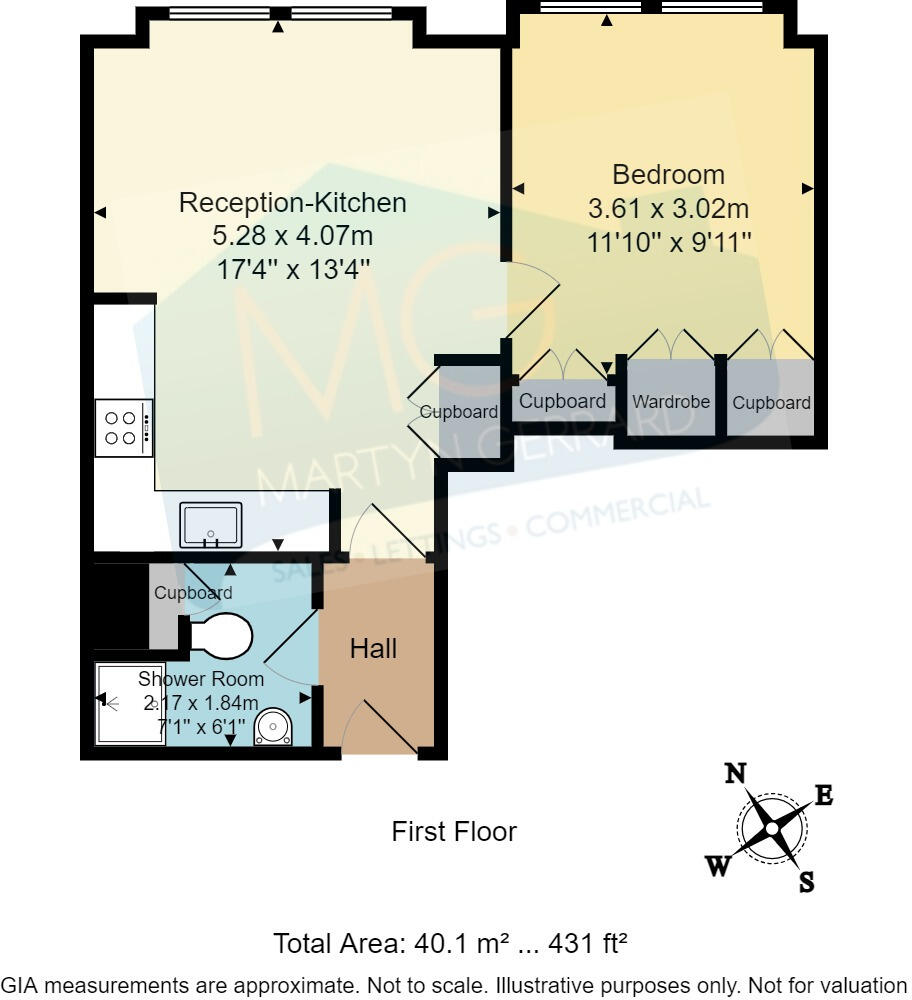 Reception-Kitchen
5.28 x 4.07m
17'4" x 13'4"
Bedroom
3.61 x 3.02m
11'10" x 9'11"
Cupboard
Cupboard
Wardrobe
Cupboard
MG
MARTYN GERRARD
SALES • LETTINGS • COMMERCIAL
Cupboard
Hall
Shower Room
2.17 x 1.84m
7'1" x 6'1"
N
E
W
S
First Floor
Total Area: 40.1 m² ... 431 ft²
GIA measurements are approximate. Not to scale. Illustrative purposes only. Not for valuation